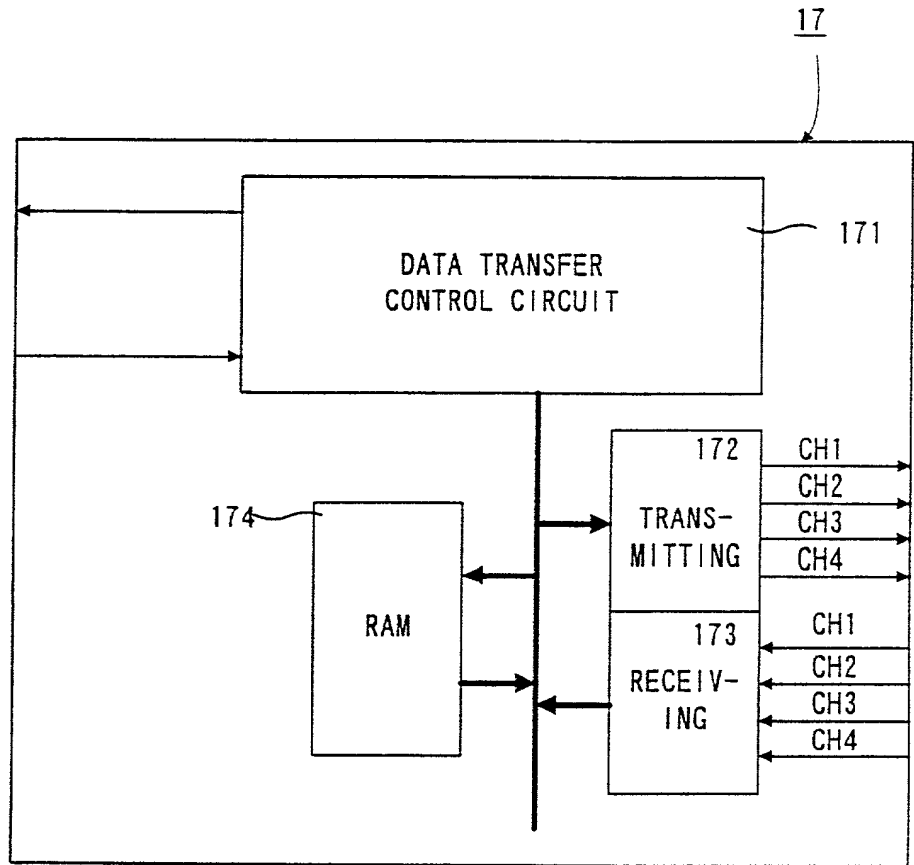 17
171
DATA TRANSFER
CONTROL CIRCUIT
172
CH1
CH2
CH3
CH4
TRANS-
MITTING
174
RAM
173
CH1
CH2
CH3
CH4
RECEIV-
ING